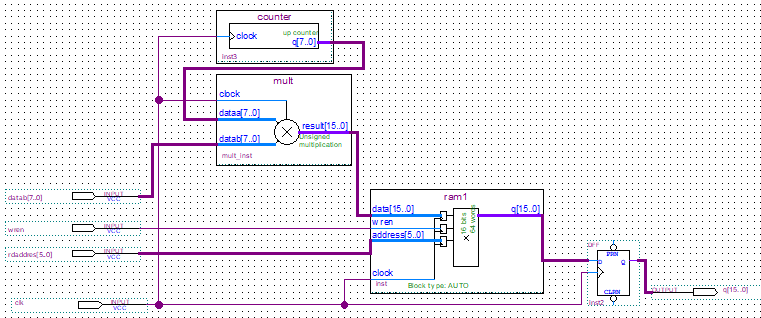 counter
clock
up counter
q[7..0]
inst3
mult
clock
dataa[7..0]
result[15..0]
datab[7..0]
Unsigned
multiplication
mult_inst
datab[7..0]
INPUT
VCC
ram1
data[15..0]
q[15..0]
wren
address[5..0]
16 bits
64 words
clock
inst
Block type: AUTO
wren
INPUT
VCC
rdaddres[5..0]
INPUT
VCC
DFF
PRN
D
Q
CLRN
inst2
OUTPUT
q[15..0]
clk
INPUT
VCC